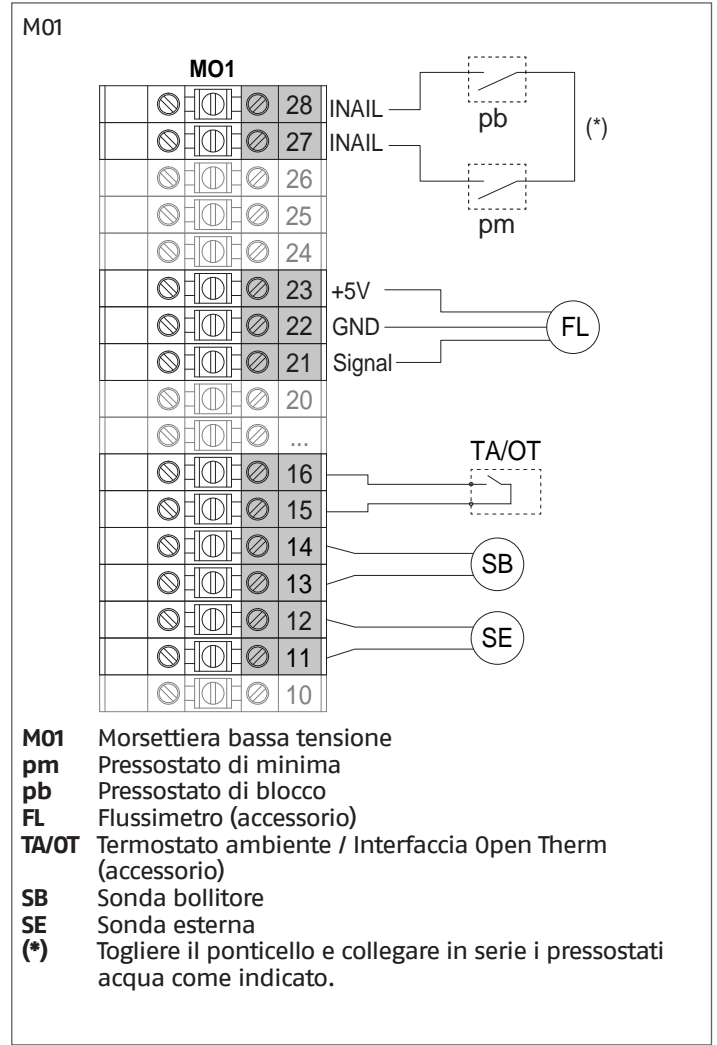 M01
MO1
28 INAIL
pb
(*)
27 INAIL
26
pm
25
24
23 +5V
22 GND
FL
21 Signal
20
...
TA/OT
16
15
14
SB
13
12
SE
11
10
M01 Morsettiera bassa tensione
pm Pressostato di minima
pb Pressostato di blocco
FL Flussimetro (accessorio)
TA/OT Termostato ambiente / Interfaccia Open Therm
(accessorio)
SB Sonda bollitore
SE Sonda esterna
(*) Togliere il ponticello e collegare in serie i pressostati
acqua come indicato.